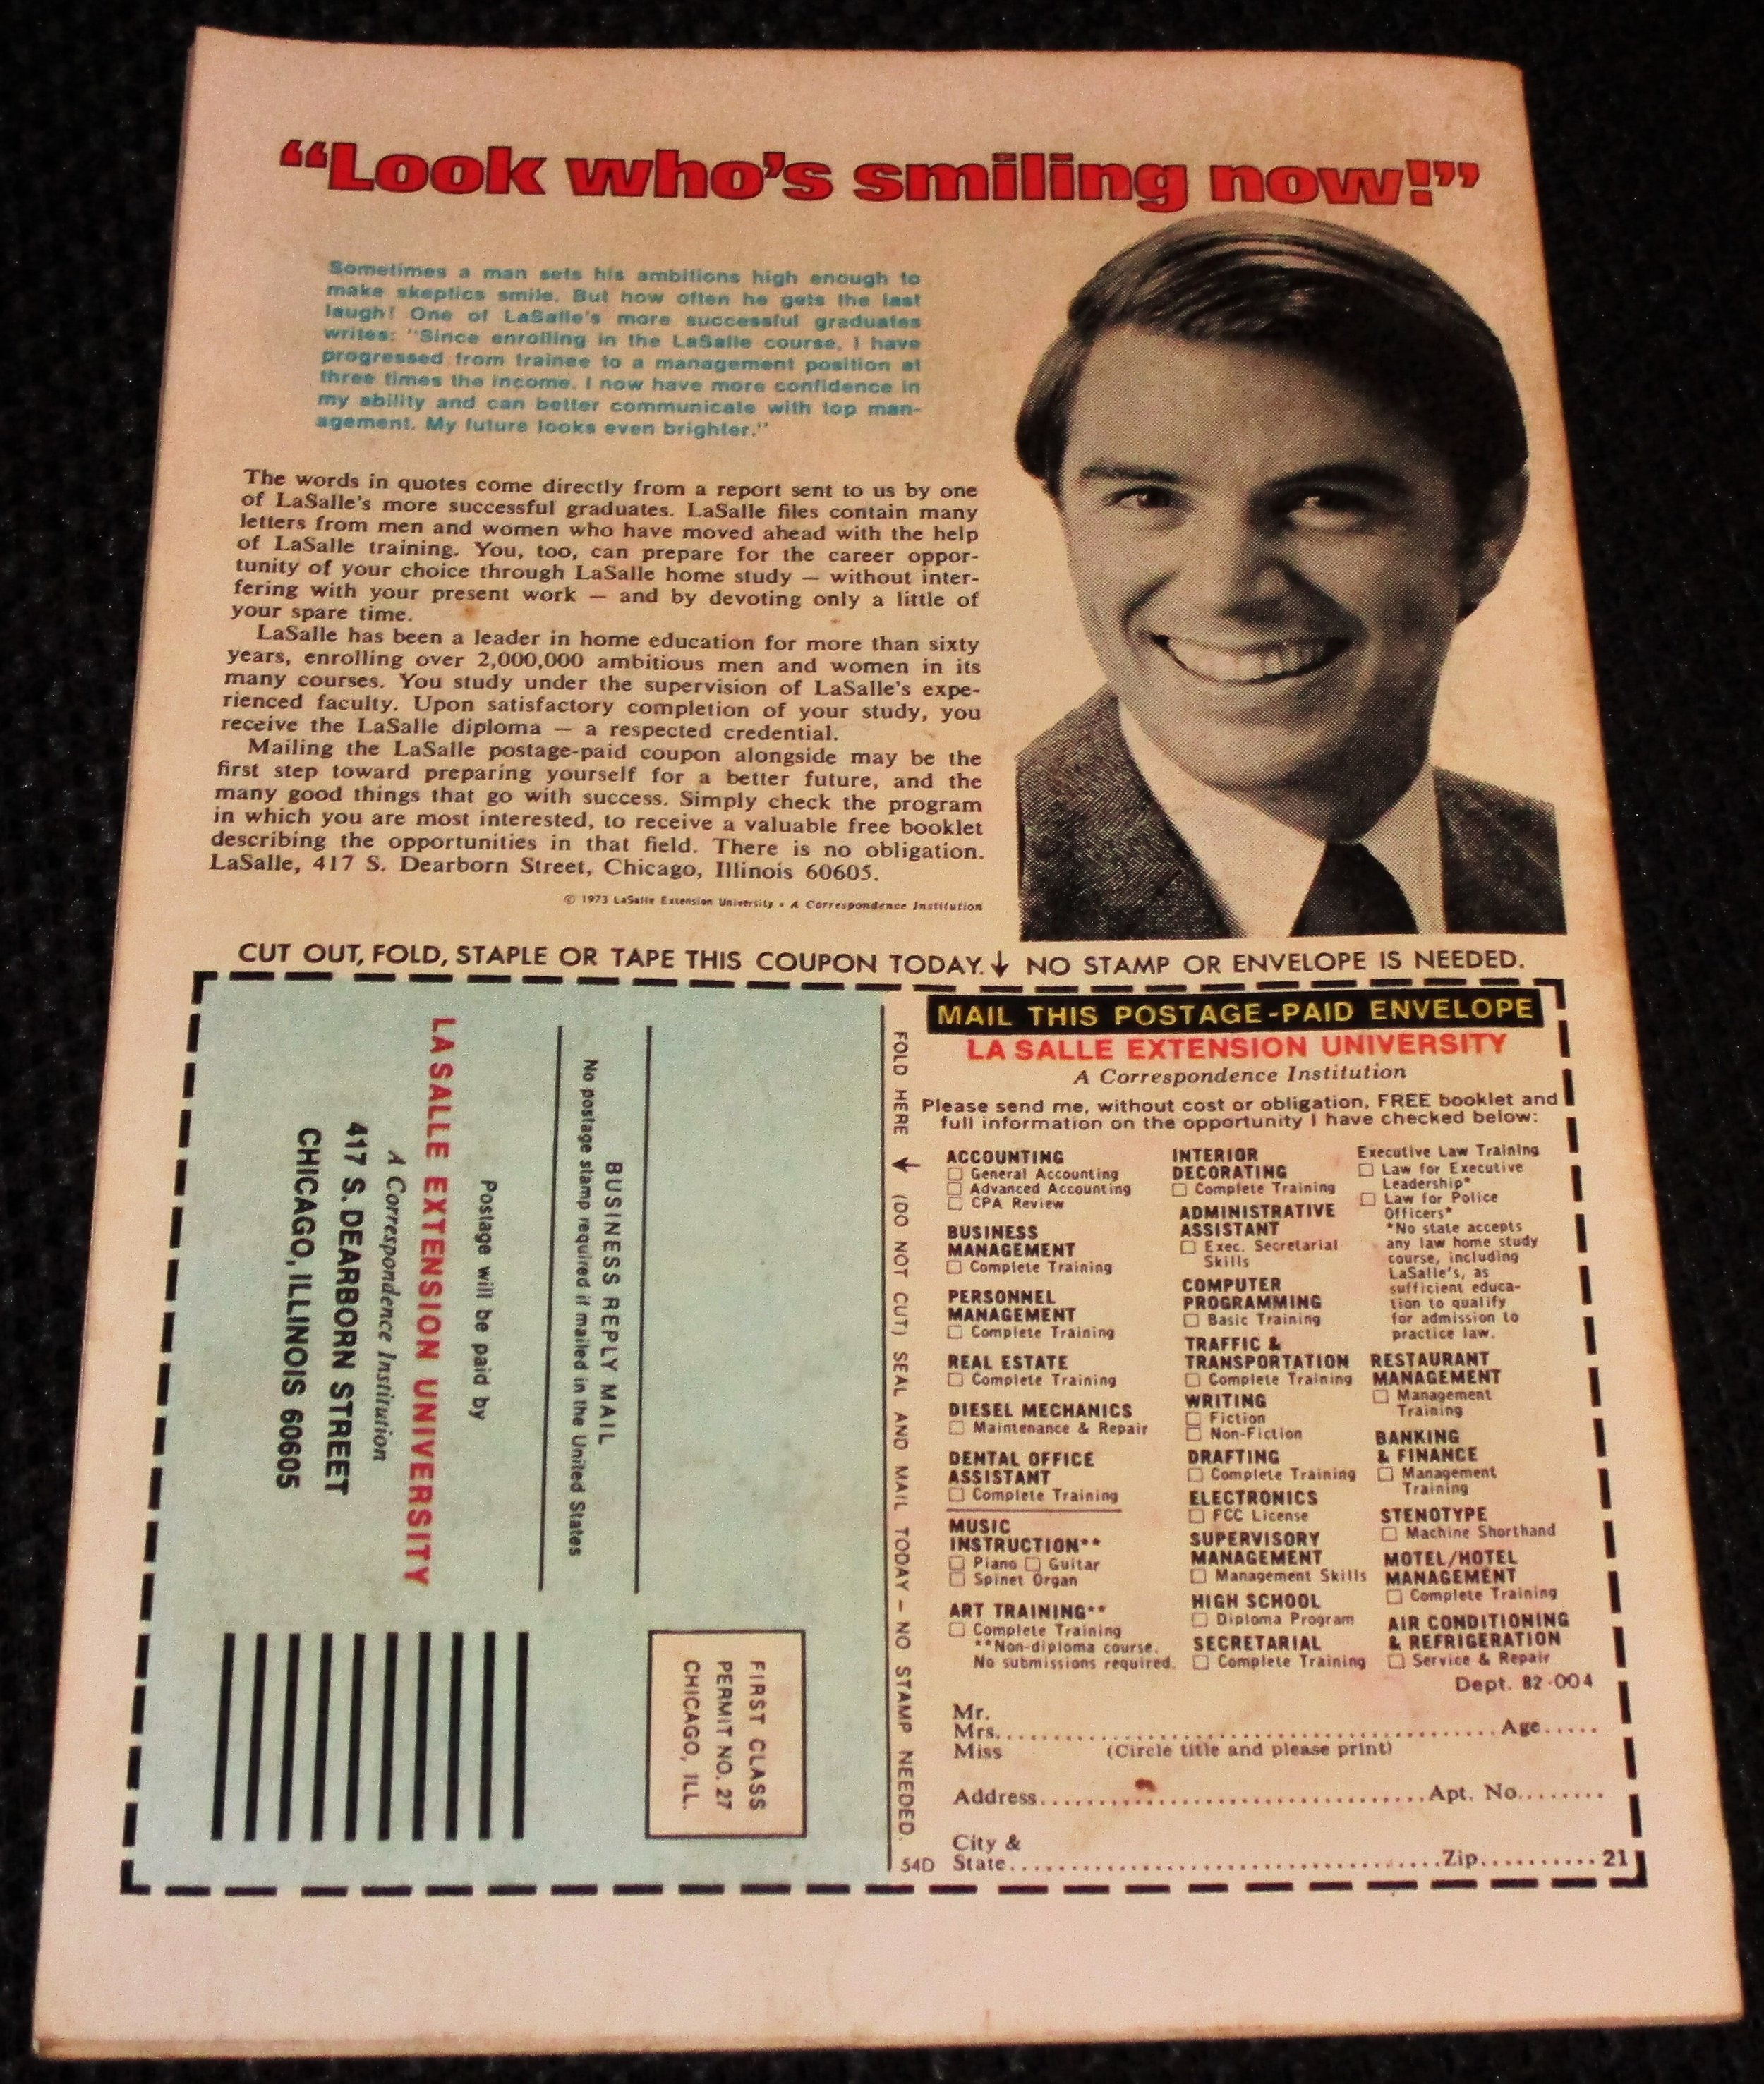 “Look who’s smiling now!”
Sometimes a man sets his ambitions high enough to
make skeptics smile. But how often he gets the last
laugh! One of LaSalle's more successful graduates
writes: "Since enrolling in the LaSalle course, I have
progressed from trainee to a management position at
three times the income. I now have more confidence in
my ability and can better communicate with top man-
agement. My future looks even brighter."
The words in quotes come directly from a report sent to us by one
of LaSalle's more successful graduates. LaSalle files contain many
letters from men and women who have moved ahead with the help
of LaSalle training. You, too, can prepare for the career oppor-
tunity of your choice through LaSalle home study — without inter-
fering with your present work — and by devoting only a little of
your spare time.
LaSalle has been a leader in home education for more than sixty
years, enrolling over 2,000,000 ambitious men and women in its
many courses. You study under the supervision of LaSalle's expe-
rienced faculty. Upon satisfactory completion of your study, you
receive the LaSalle diploma — a respected credential.
Mailing the LaSalle postage-paid coupon alongside may be the
first step toward preparing yourself for a better future, and the
many good things that go with success. Simply check the program
in which you are most interested, to receive a valuable free booklet
describing the opportunities in that field. There is no obligation.
LaSalle, 417 S. Dearborn Street, Chicago, Illinois 60605.
© 1973 LaSalle Extension University • A Correspondence Institution
CUT OUT, FOLD, STAPLE OR TAPE THIS COUPON TODAY. ↓ NO STAMP OR ENVELOPE IS NEEDED.
FIRST CLASS
PERMIT NO. 27
CHICAGO, ILL.
BUSINESS REPLY MAIL
No postage stamp required if mailed in the United States
Postage will be paid by
LASALLE EXTENSION UNIVERSITY
A Correspondence Institution
417 S. DEARBORN STREET
CHICAGO, ILLINOIS 60605
FOLD HERE ↓ (DO NOT CUT) SEAL AND MAIL TODAY – NO STAMP NEEDED.
MAIL THIS POSTAGE-PAID ENVELOPE
LA SALLE EXTENSION UNIVERSITY
A Correspondence Institution
Please send me, without cost or obligation, FREE booklet and
full information on the opportunity I have checked below:
ACCOUNTING
☐ General Accounting
☐ Advanced Accounting
☐ CPA Review
BUSINESS
MANAGEMENT
☐ Complete Training
PERSONNEL
MANAGEMENT
☐ Complete Training
REAL ESTATE
☐ Complete Training
DIESEL MECHANICS
☐ Maintenance & Repair
DENTAL OFFICE
ASSISTANT
☐ Complete Training
MUSIC
INSTRUCTION**
☐ Piano ☐ Guitar
☐ Spinet Organ
ART TRAINING**
☐ Complete Training
**Non-diploma course.
No submissions required.
INTERIOR
DECORATING
☐ Complete Training
ADMINISTRATIVE
ASSISTANT
☐ Exec. Secretarial
Skills
COMPUTER
PROGRAMMING
☐ Basic Training
TRAFFIC &
TRANSPORTATION
☐ Complete Training
WRITING
☐ Fiction
☐ Non-Fiction
DRAFTING
☐ Complete Training
ELECTRONICS
☐ FCC License
SUPERVISORY
MANAGEMENT
☐ Management Skills
HIGH SCHOOL
☐ Diploma Program
SECRETARIAL
☐ Complete Training
Executive Law Training
☐ Law for Executive
Leadership*
☐ Law for Police
Officers*
*No state accepts
any law home study
course, including
LaSalle's, as
sufficient educa-
tion to qualify
for admission to
practice law.
RESTAURANT
MANAGEMENT
☐ Management
Training
BANKING
& FINANCE
☐ Management
Training
STENOTYPE
☐ Machine Shorthand
MOTEL/HOTEL
MANAGEMENT
☐ Complete Training
AIR CONDITIONING
& REFRIGERATION
☐ Service & Repair
Dept. 82-004
Mr.
Mrs.......................................................Age.....
Miss (Circle title and please print)
Address.............................................Apt. No........
City &
54D State..................................................Zip..........21